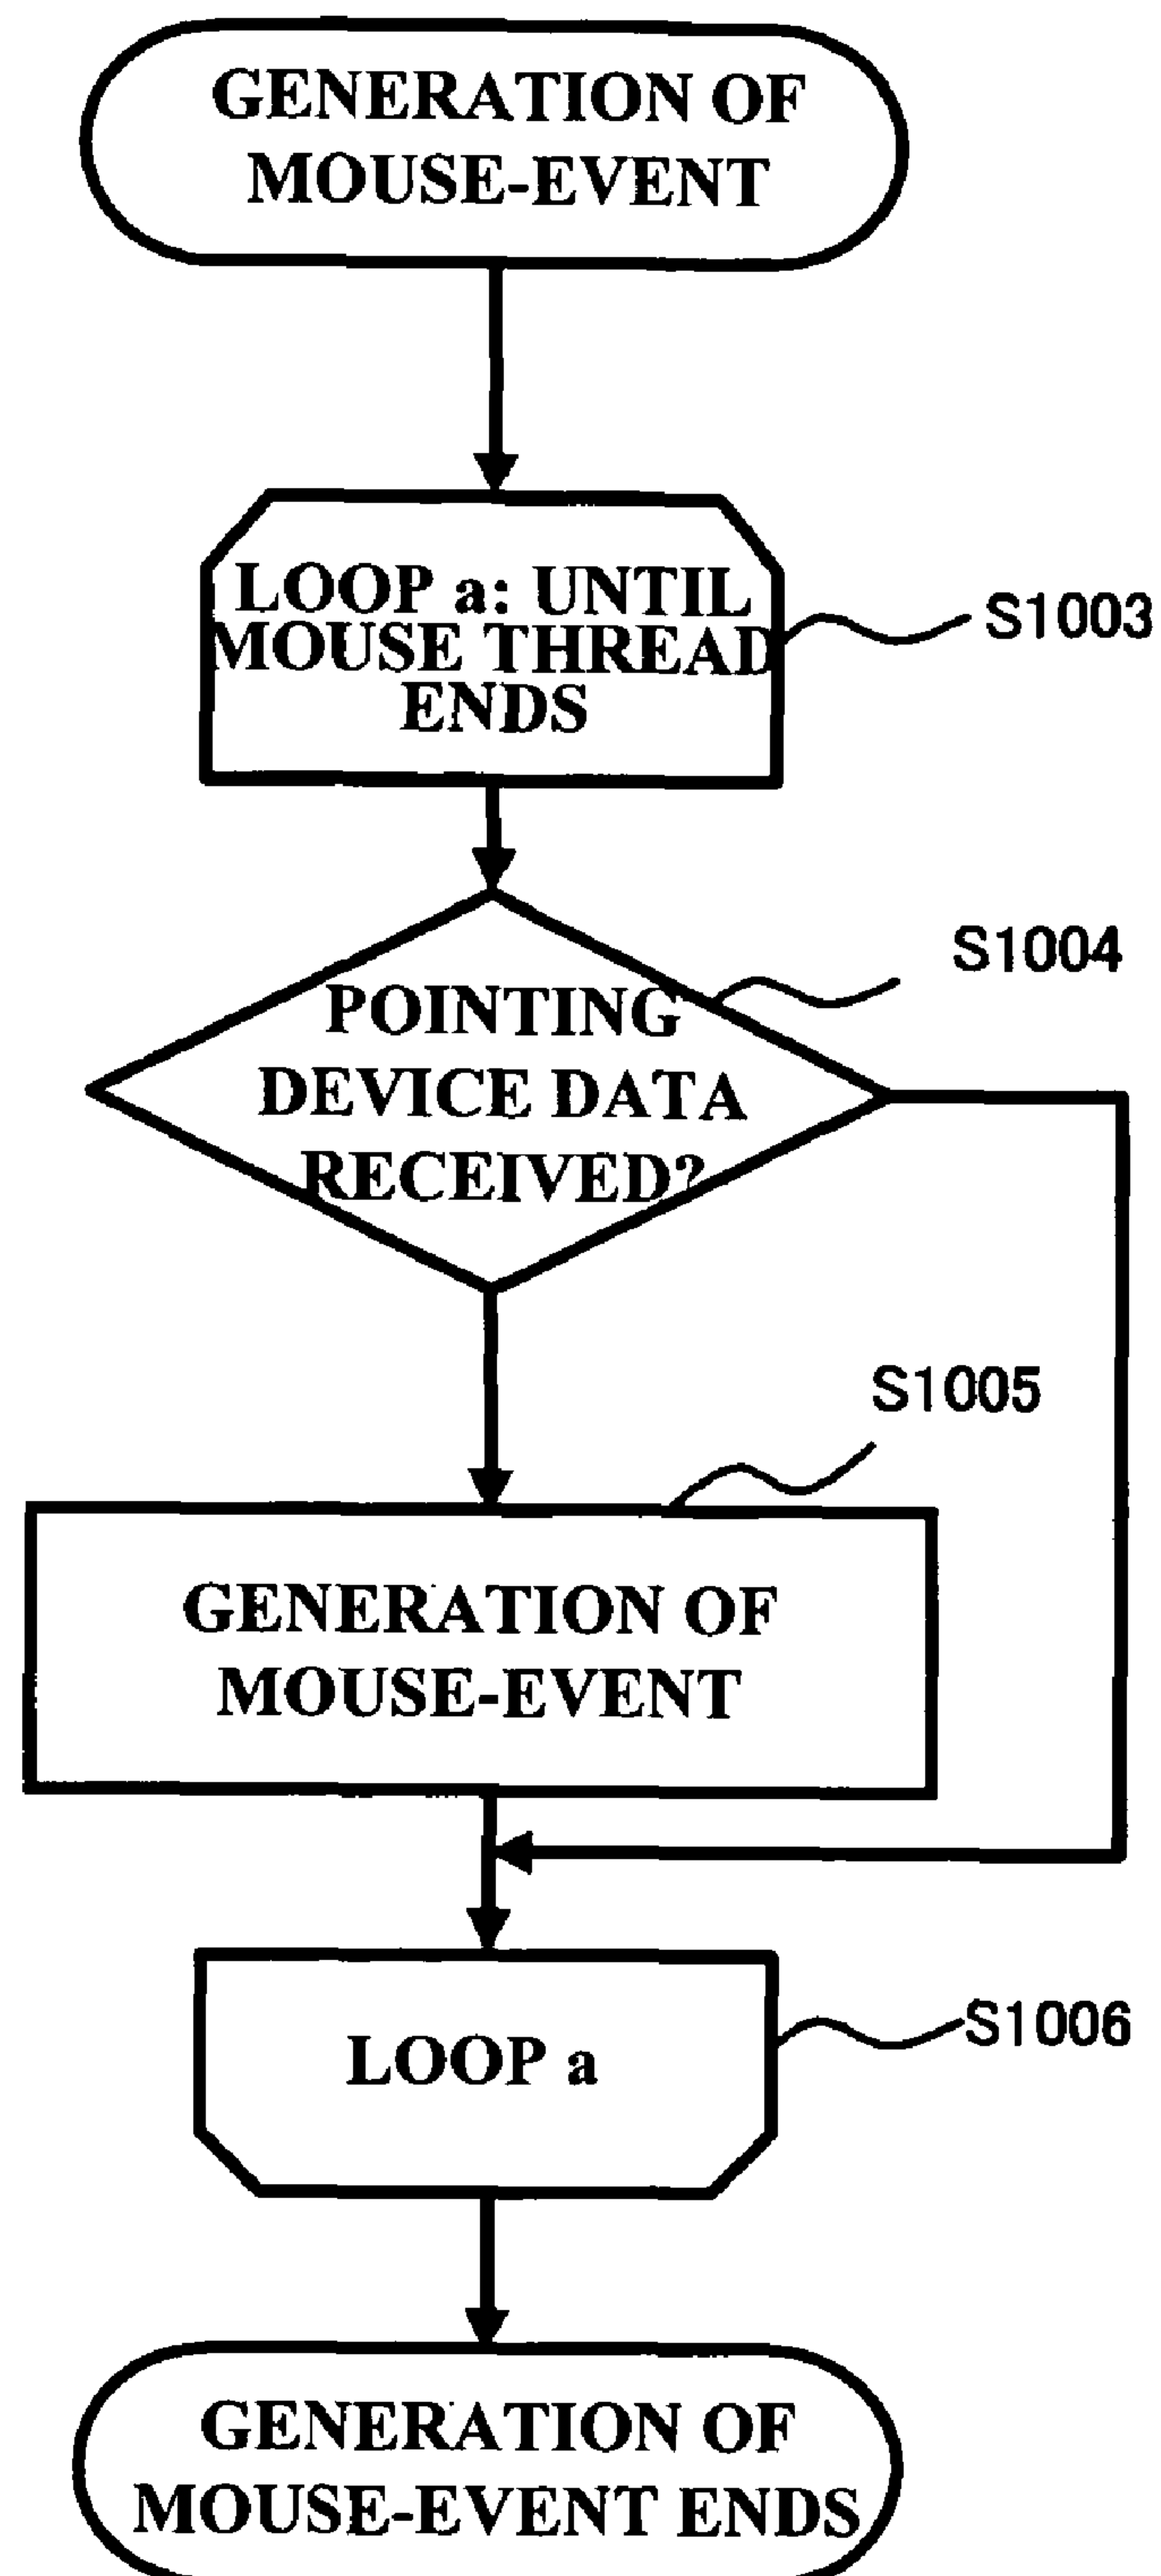 GENERATION OF
MOUSE-EVENT
LOOP a: UNTIL
MOUSE THREAD
ENDS
S1003
S1004
POINTING
DEVICE DATA
RECEIVED?
S1005
GENERATION OF
MOUSE-EVENT
LOOP a
S1006
GENERATION OF
MOUSE-EVENT ENDS